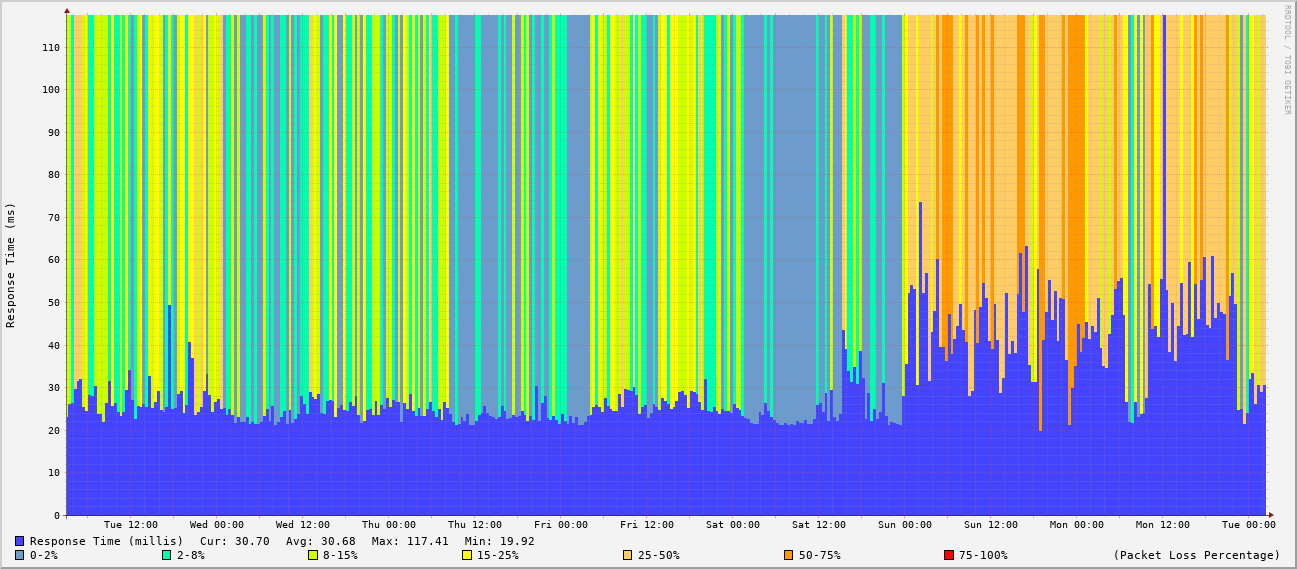 RRDTOOL / TOBI OETIKER
Response Time (ms)
110
100
90
80
70
60
50
40
30
20
10
0
Tue 12:00 Wed 00:00 Wed 12:00 Thu 00:00 Thu 12:00 Fri 00:00 Fri 12:00 Sat 00:00 Sat 12:00 Sun 00:00 Sun 12:00 Mon 00:00 Mon 12:00 Tue 00:00
Response Time (millis) Cur: 30.70 Avg: 30.68 Max: 117.41 Min: 19.92
0-2% 2-8% 8-15% 15-25% 25-50% 50-75% 75-100% (Packet Loss Percentage)